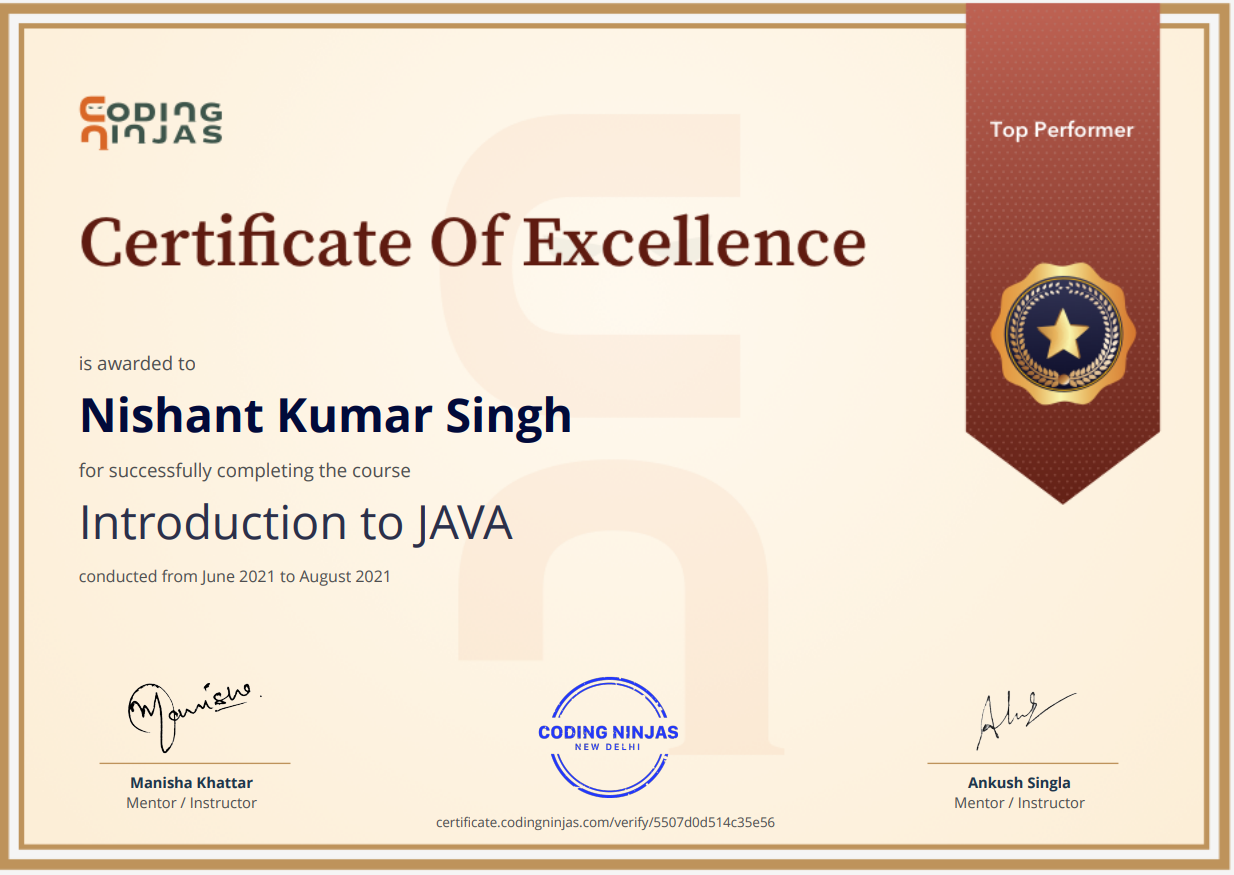 CODING
NINJAS
Top Performer
Certificate Of Excellence
is awarded to
Nishant Kumar Singh
for successfully completing the course
Introduction to JAVA
conducted from June 2021 to August 2021
Manishe.
CODING NINJAS
NEW DELHI
Manisha Khattar
Mentor / Instructor
Ankush Singla
Mentor / Instructor
certificate.codingninjas.com/verify/5507d0d514c35e56